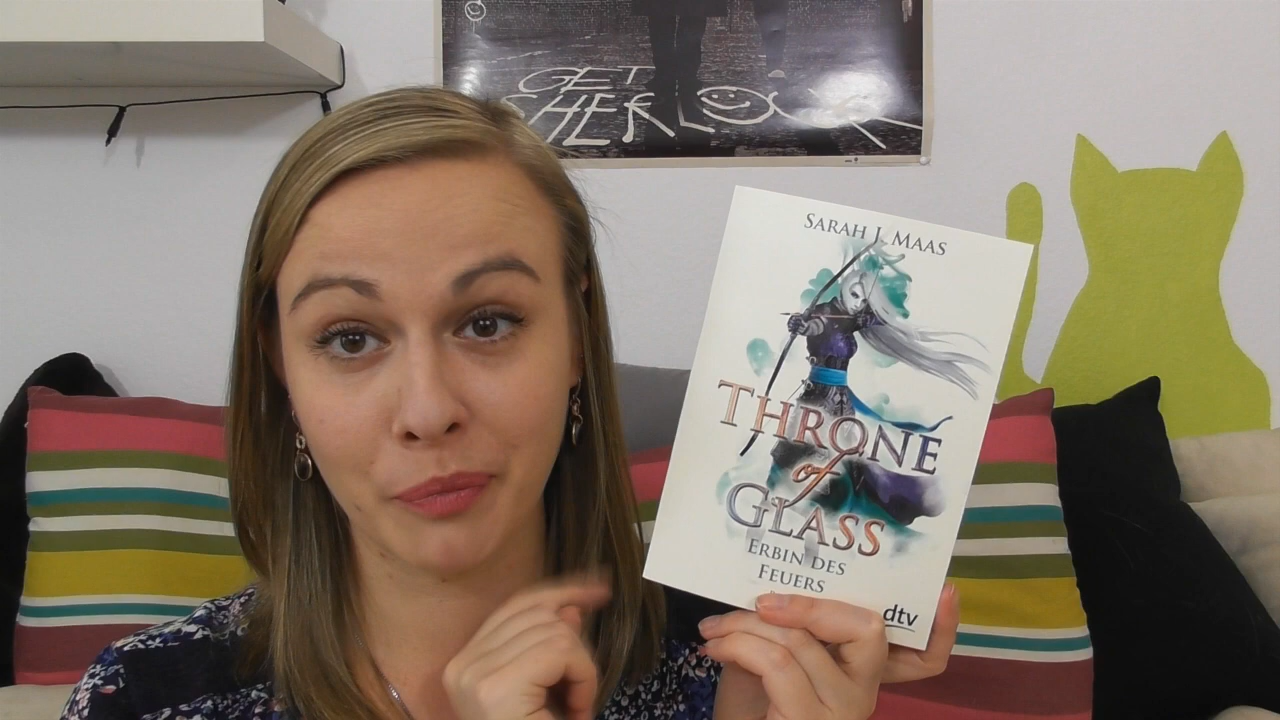 GET
SHERLOCK
SARAH J. MAAS
THRONE
of
GLASS
ERBIN DES
FEUERS
dtv